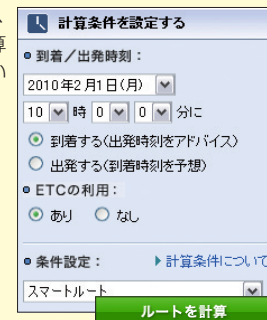 、
算
い
計算条件を設定する
到着/出発時刻：
2010年2月1日(月)
10 時 0 0 分に
到着する(出発時刻をアドバイス)
出発する(到着時刻を予想)
ETCの利用：
あり なし
条件設定： 計算条件について
スマートルート
ルートを計算